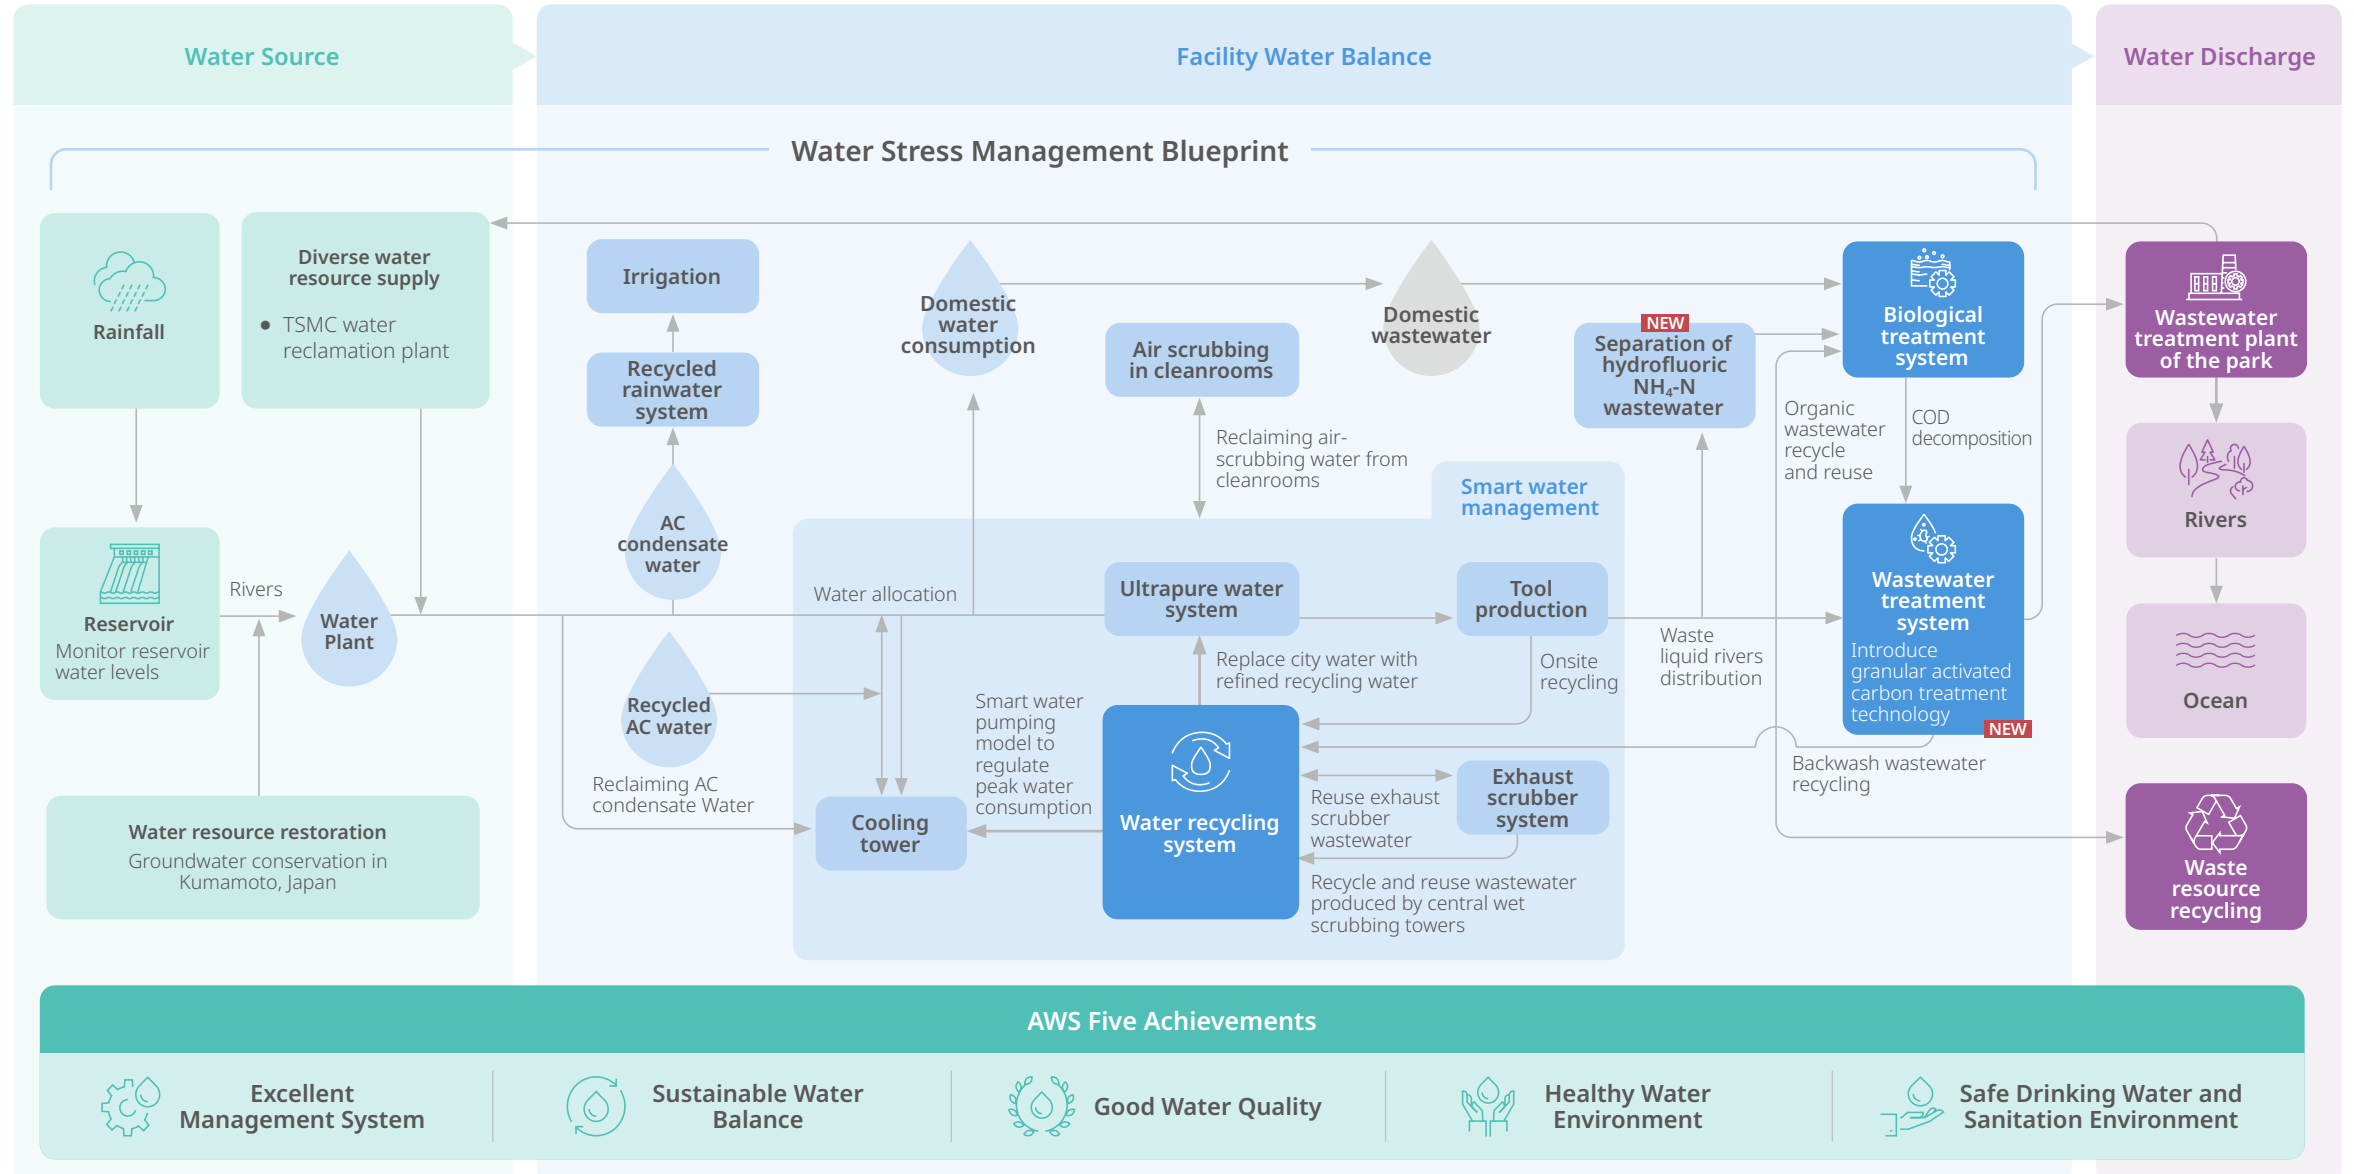 Water Source
Facility Water Balance
Water Discharge
Water Stress Management Blueprint
Rainfall
Diverse water
resource supply
● TSMC water
reclamation plant
Reservoir
Monitor reservoir
water levels
Rivers
Water
Plant
Water resource restoration
Groundwater conservation in
Kumamoto, Japan
Irrigation
Recycled
rainwater
system
AC
condensate
water
Recycled
AC water
Reclaiming AC
condensate Water
Water allocation
Domestic
water
consumption
Air scrubbing
in cleanrooms
Reclaiming air-
scrubbing water from
cleanrooms
Domestic
wastewater
Smart water
management
Ultrapure water
system
Tool
production
Replace city water with
refined recycling water
Onsite
recycling
Smart water
pumping
model to
regulate
peak water
consumption
Cooling
tower
Water recycling
system
Exhaust
scrubber
system
Reuse exhaust
scrubber
wastewater
Recycle and reuse wastewater
produced by central wet
scrubbing towers
NEW
Separation of
hydrofluoric
NH₄-N
wastewater
Waste
liquid rivers
distribution
Organic
wastewater
recycle
and reuse
Biological
treatment
system
COD
decomposition
Wastewater
treatment
system
Introduce
granular activated
carbon treatment
technology
NEW
Backwash wastewater
recycling
Wastewater
treatment plant
of the park
Rivers
Ocean
Waste
resource
recycling
AWS Five Achievements
Excellent
Management System
Sustainable Water
Balance
Good Water Quality
Healthy Water
Environment
Safe Drinking Water and
Sanitation Environment